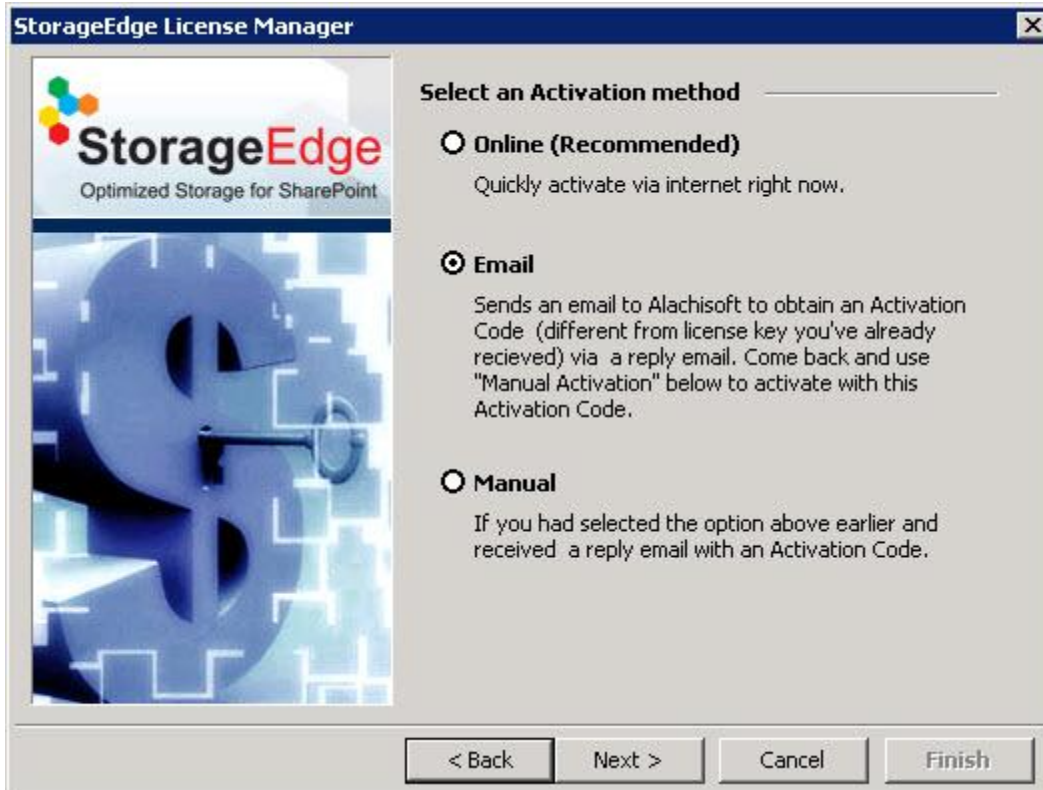 StorageEdge License Manager
StorageEdge
Optimized Storage for SharePoint
Select an Activation method
Online (Recommended)
Quickly activate via internet right now.
Email
Sends an email to Alachisoft to obtain an Activation
Code (different from license key you've already
recieved) via a reply email. Come back and use
"Manual Activation" below to activate with this
Activation Code.
Manual
If you had selected the option above earlier and
received a reply email with an Activation Code.
< Back
Next >
Cancel
Finish